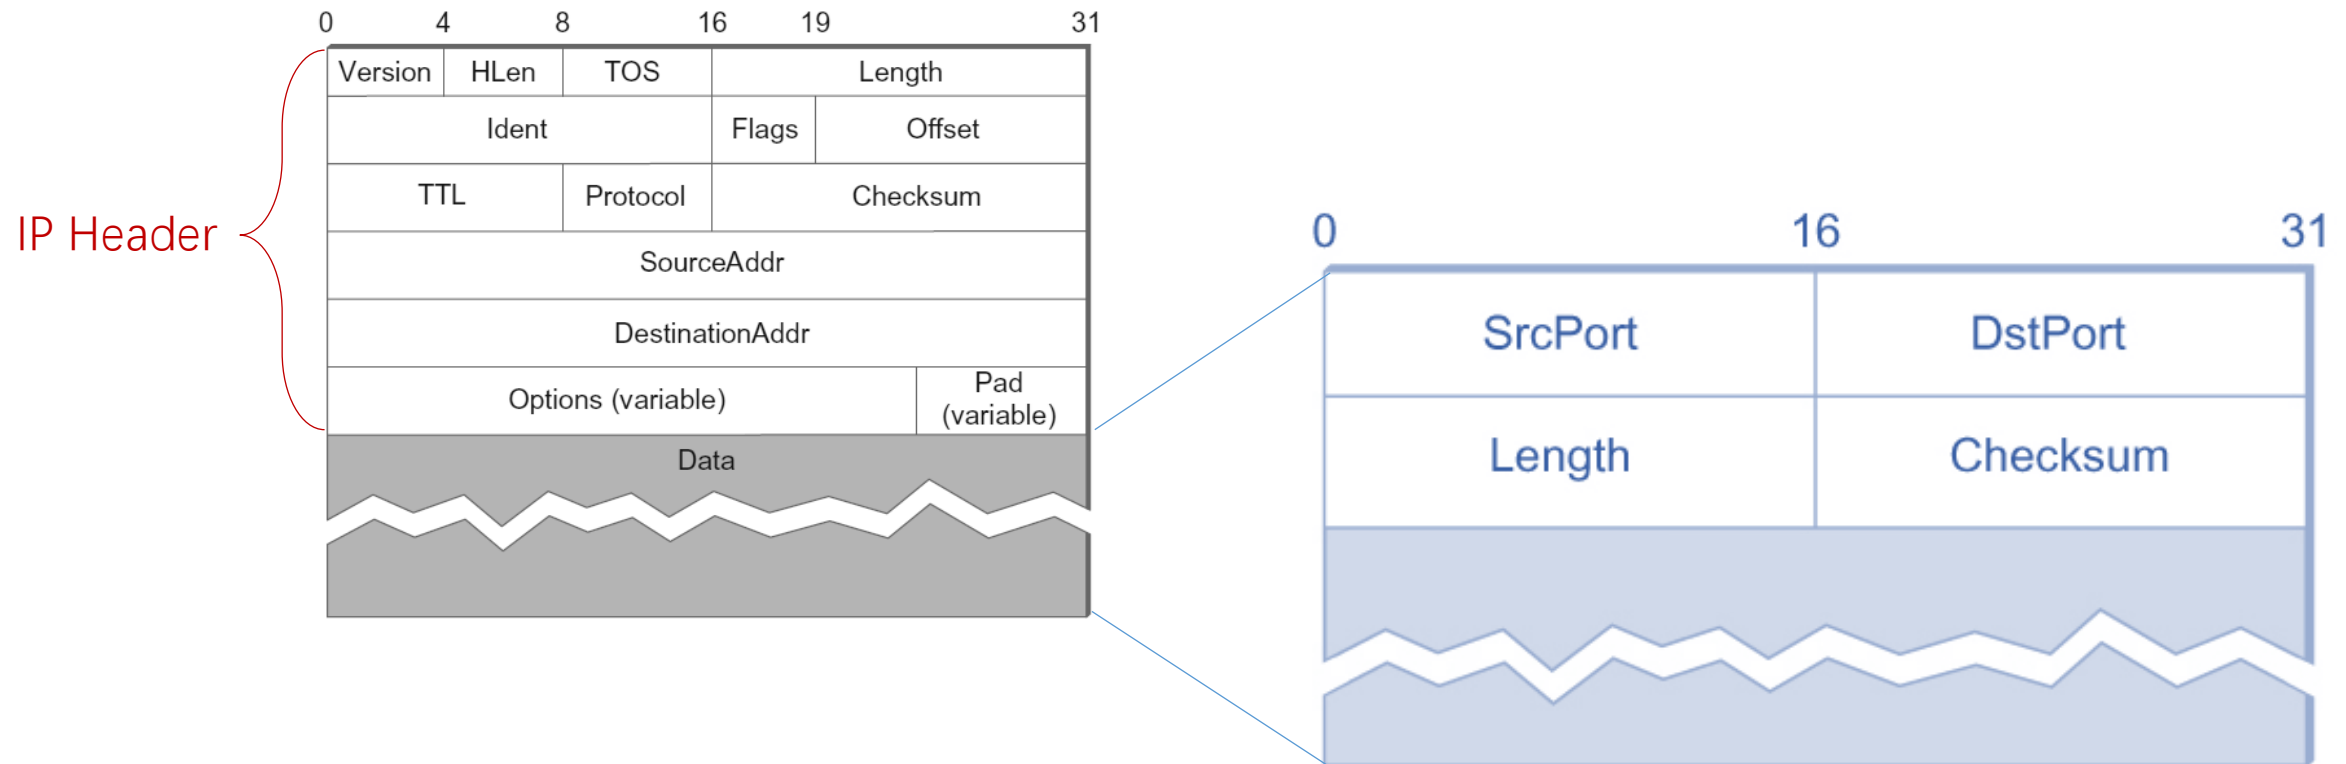 0 4 8 16 19 31
Version HLen TOS Length
Ident Flags Offset
TTL Protocol Checksum
IP Header
SourceAddr
DestinationAddr
Options (variable) Pad
(variable)
Data
0 16 31
SrcPort DstPort
Length Checksum